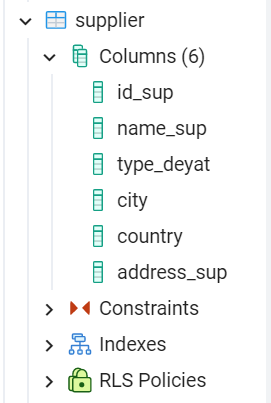 supplier
Columns (6)
id_sup
name_sup
type_deyat
city
country
address_sup
Constraints
Indexes
RLS Policies